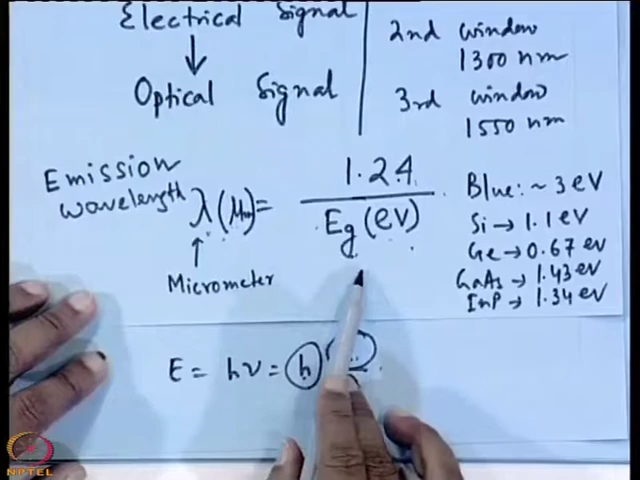 Electrical Signal
↓
Optical Signal
2nd window
1300 nm
3rd window
1550 nm
Emission wavelength λ(μm) = 1.24 / Eg (eV)
↑
Micrometer
Blue: ~ 3 eV
Si → 1.1 eV
Ge → 0.67 eV
GaAs → 1.43 eV
InP → 1.34 eV
E = hν = h
NPTEL